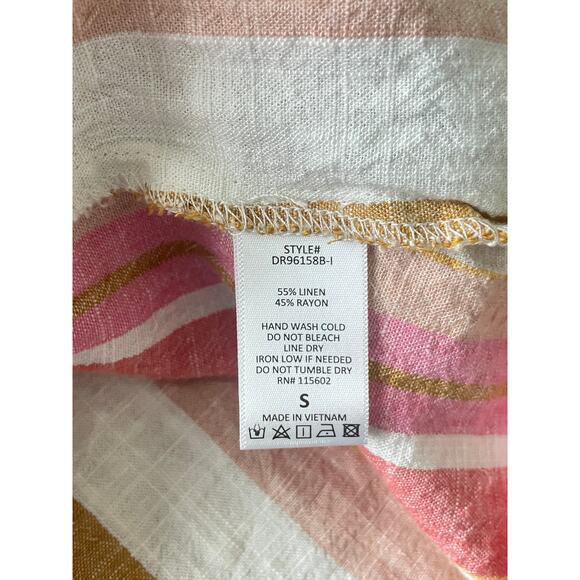 STYLE#
DR96158B-I
55% LINEN
45% RAYON
HAND WASH COLD
DO NOT BLEACH
LINE DRY
IRON LOW IF NEEDED
DO NOT TUMBLE DRY
RN# 115602
S
MADE IN VIETNAM